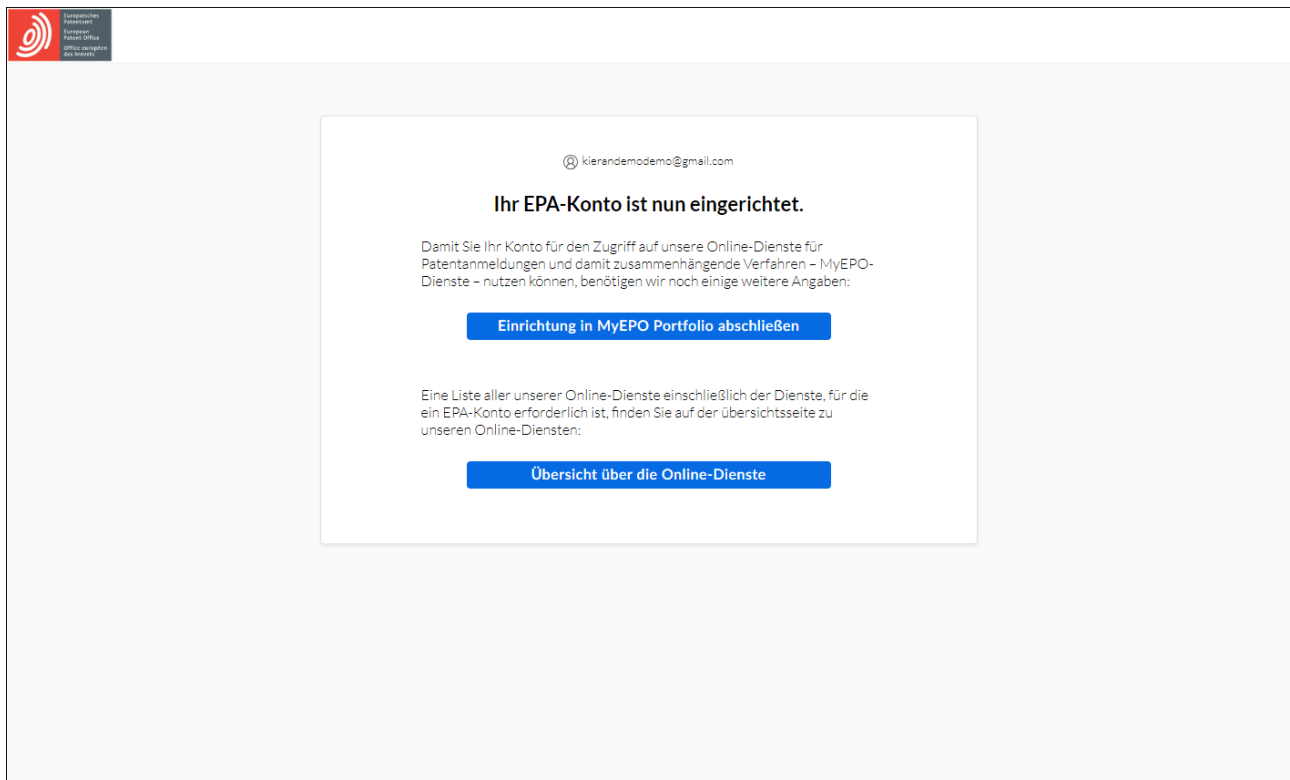 Europäisches
Patentamt
European
Patent Office
Office européen
des brevets
kierandemodemo@gmail.com
Ihr EPA-Konto ist nun eingerichtet.
Damit Sie Ihr Konto für den Zugriff auf unsere Online-Dienste für
Patentanmeldungen und damit zusammenhängende Verfahren – MyEPO-
Dienste – nutzen können, benötigen wir noch einige weitere Angaben:
Einrichtung in MyEPO Portfolio abschließen
Eine Liste aller unserer Online-Dienste einschließlich der Dienste, für die
ein EPA-Konto erforderlich ist, finden Sie auf der übersichtsseite zu
unseren Online-Diensten:
Übersicht über die Online-Dienste